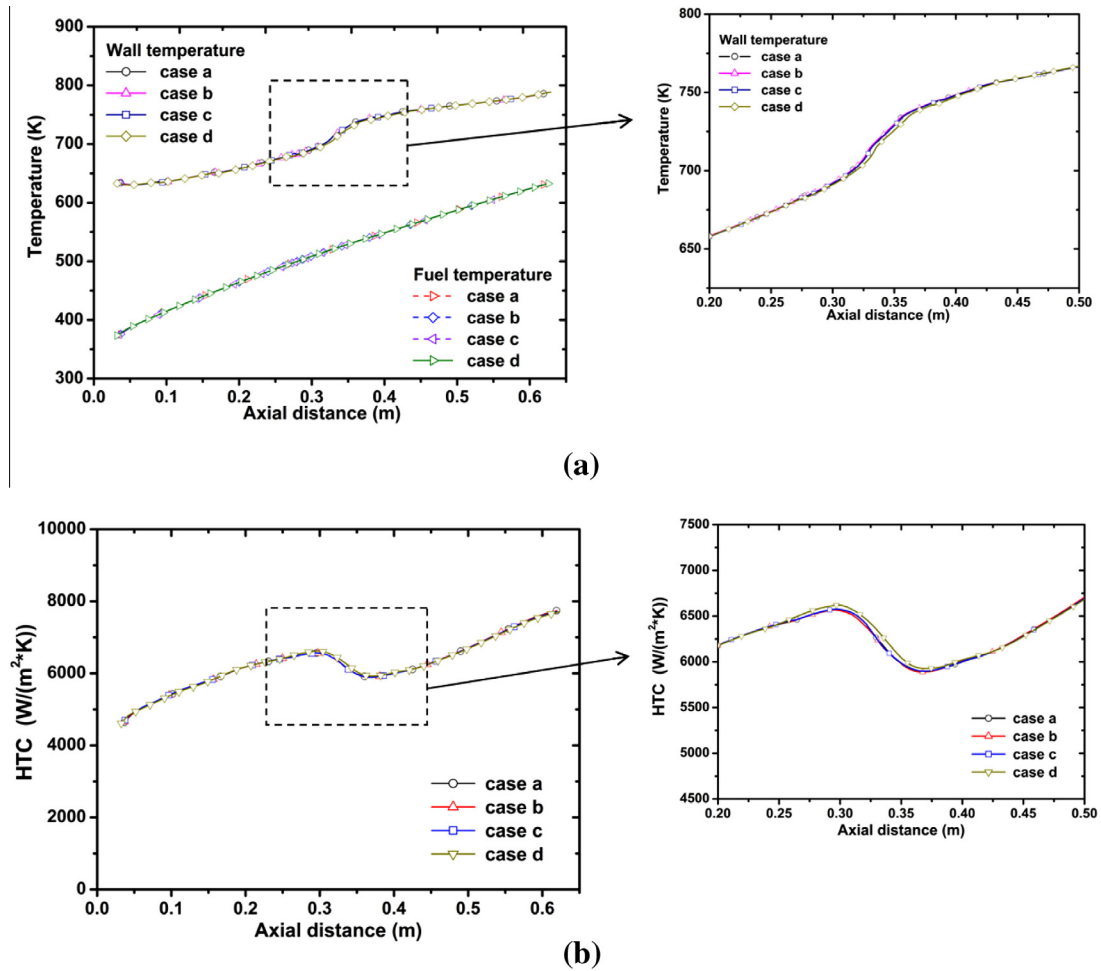 900
800
700
600
500
400
300
Temperature (K)
Wall temperature
case a
case b
case c
case d
Fuel temperature
case a
case b
case c
case d
0.0 0.1 0.2 0.3 0.4 0.5 0.6
Axial distance (m)
800
750
700
650
Temperature (K)
Wall temperature
case a
case b
case c
case d
0.20 0.25 0.30 0.35 0.40 0.45 0.50
Axial distance (m)
(a)
10000
8000
6000
4000
2000
0
HTC (W/(m²*K))
case a
case b
case c
case d
0.0 0.1 0.2 0.3 0.4 0.5 0.6
Axial distance (m)
7500
7000
6500
6000
5500
5000
4500
HTC (W/(m²*K))
case a
case b
case c
case d
0.20 0.25 0.30 0.35 0.40 0.45 0.50
Axial distance (m)
(b)